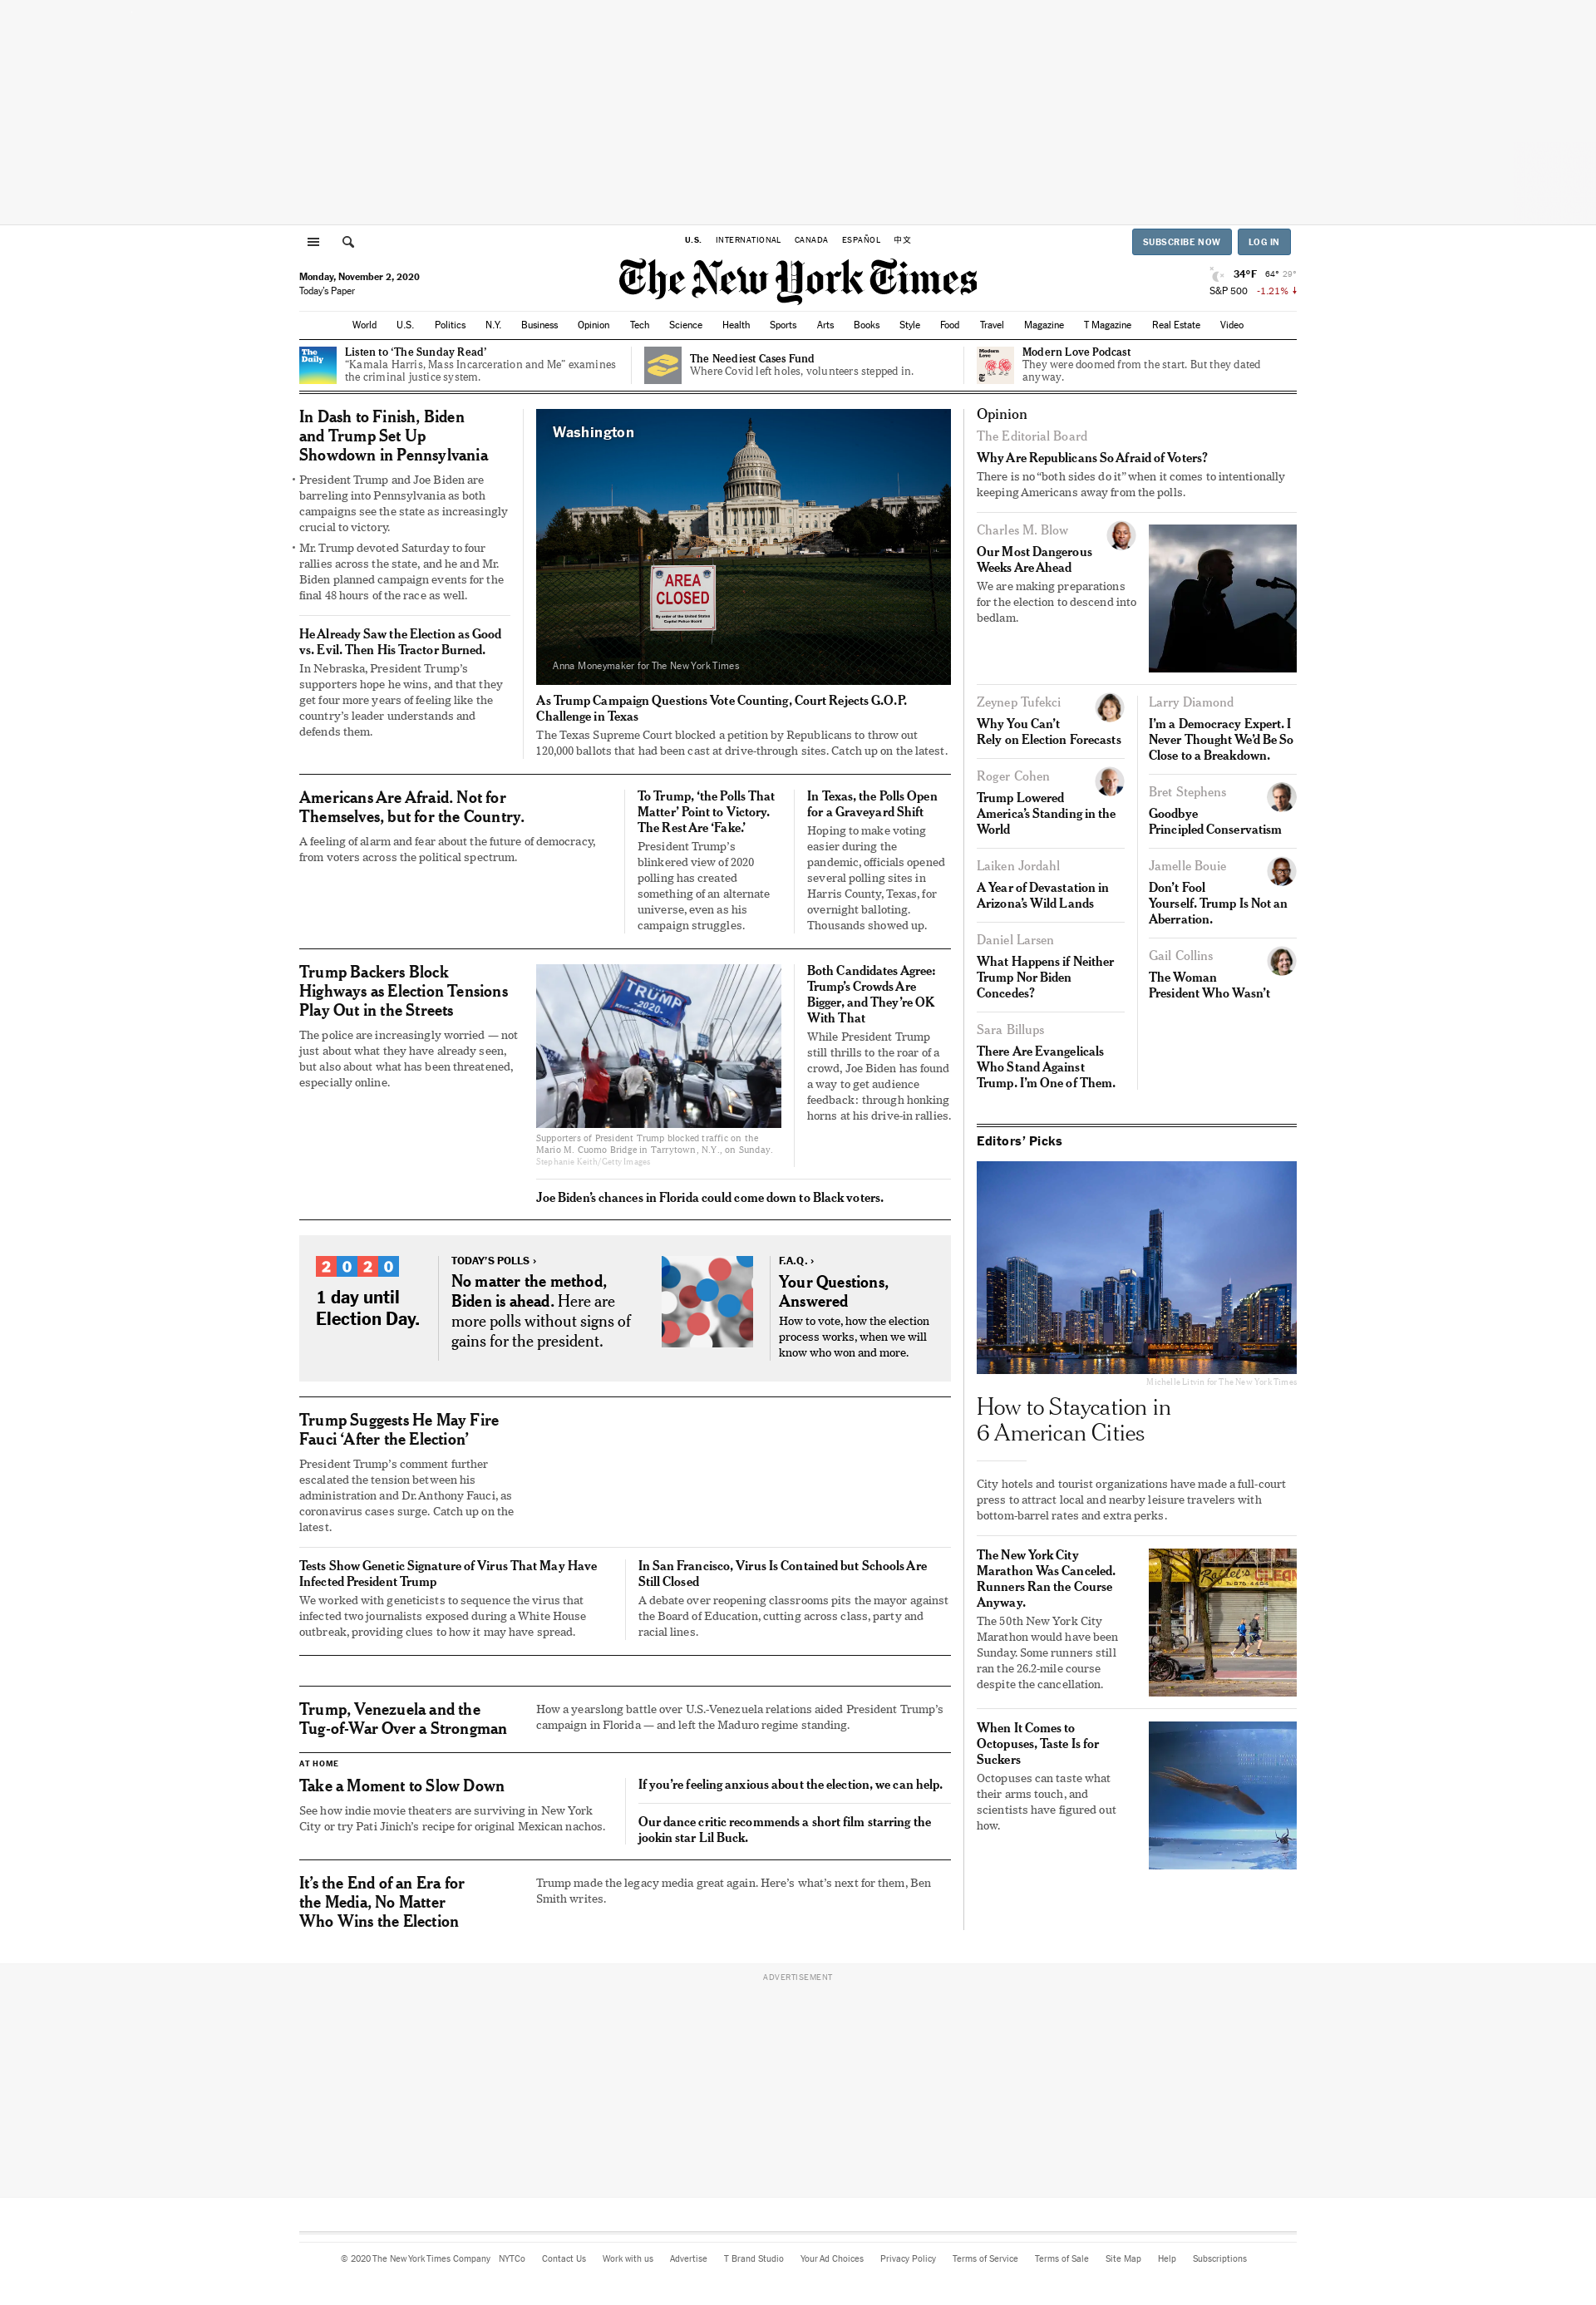 U.S. INTERNATIONAL CANADA ESPAÑOL 中文
SUBSCRIBE NOW LOG IN
Monday, November 2, 2020
Today's Paper
The New York Times
34°F 64° 29°
S&P 500 -1.21%
World U.S. Politics N.Y. Business Opinion Tech Science Health Sports Arts Books Style Food Travel Magazine T Magazine Real Estate Video
The
Daily
Listen to ‘The Sunday Read’
“Kamala Harris, Mass Incarceration and Me” examines
the criminal justice system.
The Neediest Cases Fund
Where Covid left holes, volunteers stepped in.
Modern
Love
Modern Love Podcast
They were doomed from the start. But they dated
anyway.
In Dash to Finish, Biden
and Trump Set Up
Showdown in Pennsylvania
• President Trump and Joe Biden are
barreling into Pennsylvania as both
campaigns see the state as increasingly
crucial to victory.
• Mr. Trump devoted Saturday to four
rallies across the state, and he and Mr.
Biden planned campaign events for the
final 48 hours of the race as well.
He Already Saw the Election as Good
vs. Evil. Then His Tractor Burned.
In Nebraska, President Trump’s
supporters hope he wins, and that they
get four more years of feeling like the
country’s leader understands and
defends them.
Washington
AREA
CLOSED
By order of the United States
Capitol Police Board
Anna Moneymaker for The New York Times
As Trump Campaign Questions Vote Counting, Court Rejects G.O.P.
Challenge in Texas
The Texas Supreme Court blocked a petition by Republicans to throw out
120,000 ballots that had been cast at drive-through sites. Catch up on the latest.
Americans Are Afraid. Not for
Themselves, but for the Country.
A feeling of alarm and fear about the future of democracy,
from voters across the political spectrum.
To Trump, ‘the Polls That
Matter’ Point to Victory.
The Rest Are ‘Fake.’
President Trump’s
blinkered view of 2020
polling has created
something of an alternate
universe, even as his
campaign struggles.
In Texas, the Polls Open
for a Graveyard Shift
Hoping to make voting
easier during the
pandemic, officials opened
several polling sites in
Harris County, Texas, for
overnight balloting.
Thousands showed up.
Trump Backers Block
Highways as Election Tensions
Play Out in the Streets
The police are increasingly worried — not
just about what they have already seen,
but also about what has been threatened,
especially online.
TRUMP
2020
Supporters of President Trump blocked traffic on the
Mario M. Cuomo Bridge in Tarrytown, N.Y., on Sunday.
Stephanie Keith/Getty Images
Both Candidates Agree:
Trump’s Crowds Are
Bigger, and They’re OK
With That
While President Trump
still thrills to the roar of a
crowd, Joe Biden has found
a way to get audience
feedback: through honking
horns at his drive-in rallies.
Joe Biden’s chances in Florida could come down to Black voters.
2020
1 day until
Election Day.
TODAY’S POLLS ›
No matter the method,
Biden is ahead. Here are
more polls without signs of
gains for the president.
F.A.Q. ›
Your Questions,
Answered
How to vote, how the election
process works, when we will
know who won and more.
Trump Suggests He May Fire
Fauci ‘After the Election’
President Trump’s comment further
escalated the tension between his
administration and Dr. Anthony Fauci, as
coronavirus cases surge. Catch up on the
latest.
Tests Show Genetic Signature of Virus That May Have
Infected President Trump
We worked with geneticists to sequence the virus that
infected two journalists exposed during a White House
outbreak, providing clues to how it may have spread.
In San Francisco, Virus Is Contained but Schools Are
Still Closed
A debate over reopening classrooms pits the mayor against
the Board of Education, cutting across class, party and
racial lines.
Trump, Venezuela and the
Tug-of-War Over a Strongman
How a yearslong battle over U.S.-Venezuela relations aided President Trump’s
campaign in Florida — and left the Maduro regime standing.
AT HOME
Take a Moment to Slow Down
See how indie movie theaters are surviving in New York
City or try Pati Jinich’s recipe for original Mexican nachos.
If you’re feeling anxious about the election, we can help.
Our dance critic recommends a short film starring the
jookin star Lil Buck.
It’s the End of an Era for
the Media, No Matter
Who Wins the Election
Trump made the legacy media great again. Here’s what’s next for them, Ben
Smith writes.
Opinion
The Editorial Board
Why Are Republicans So Afraid of Voters?
There is no “both sides do it” when it comes to intentionally
keeping Americans away from the polls.
Charles M. Blow
Our Most Dangerous
Weeks Are Ahead
We are making preparations
for the election to descend into
bedlam.
Zeynep Tufekci
Why You Can’t
Rely on Election Forecasts
Roger Cohen
Trump Lowered
America’s Standing in the
World
Laiken Jordahl
A Year of Devastation in
Arizona’s Wild Lands
Daniel Larsen
What Happens if Neither
Trump Nor Biden
Concedes?
Sara Billups
There Are Evangelicals
Who Stand Against
Trump. I’m One of Them.
Larry Diamond
I’m a Democracy Expert. I
Never Thought We’d Be So
Close to a Breakdown.
Bret Stephens
Goodbye
Principled Conservatism
Jamelle Bouie
Don’t Fool
Yourself. Trump Is Not an
Aberration.
Gail Collins
The Woman
President Who Wasn’t
Editors’ Picks
Michelle Litvin for The New York Times
How to Staycation in
6 American Cities
City hotels and tourist organizations have made a full-court
press to attract local and nearby leisure travelers with
bottom-barrel rates and extra perks.
The New York City
Marathon Was Canceled.
Runners Ran the Course
Anyway.
The 50th New York City
Marathon would have been
Sunday. Some runners still
ran the 26.2-mile course
despite the cancellation.
When It Comes to
Octopuses, Taste Is for
Suckers
Octopuses can taste what
their arms touch, and
scientists have figured out
how.
ADVERTISEMENT
© 2020 The New York Times Company NYTCo Contact Us Work with us Advertise T Brand Studio Your Ad Choices Privacy Policy Terms of Service Terms of Sale Site Map Help Subscriptions